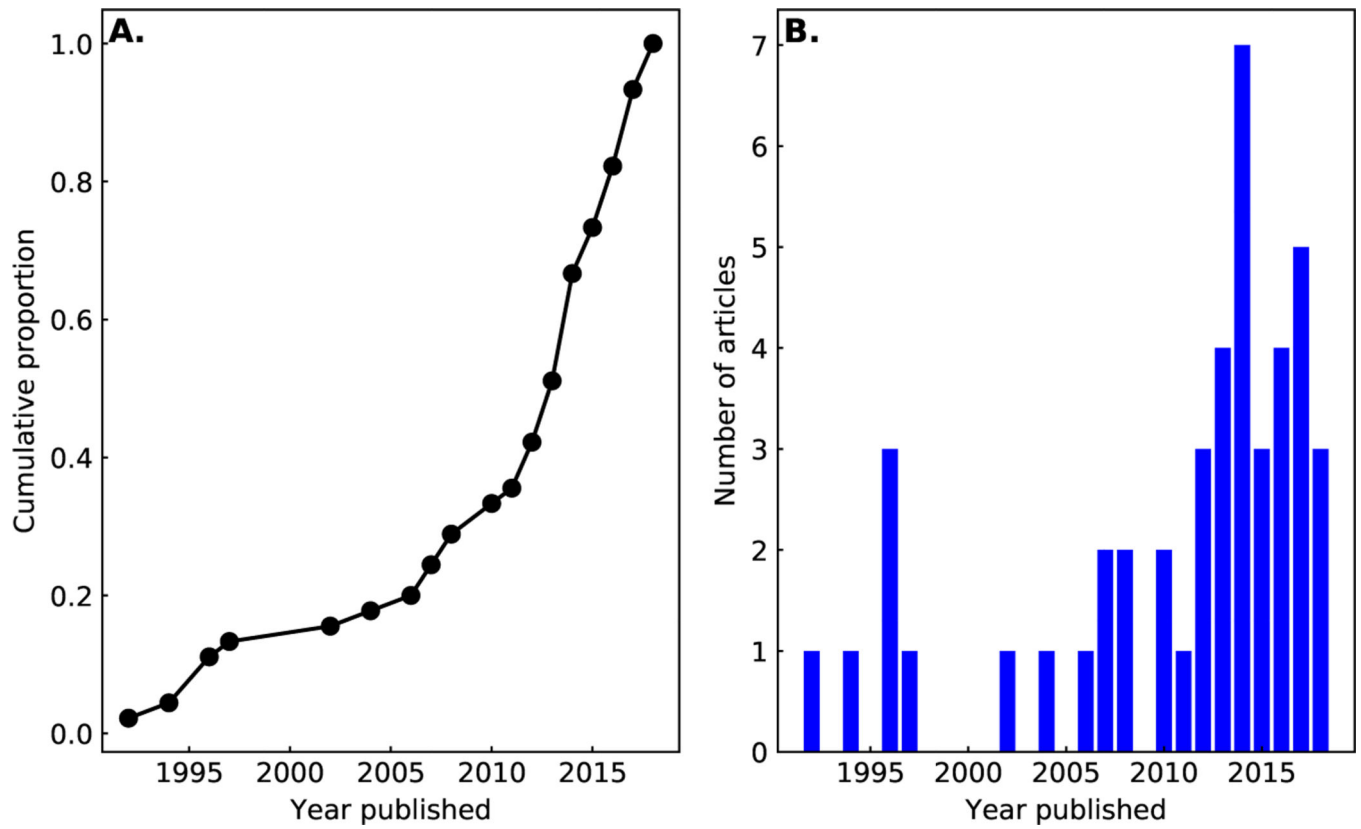 A.
1.0
0.8
0.6
0.4
0.2
0.0
Cumulative proportion
1995 2000 2005 2010 2015
Year published
B.
7
6
5
4
3
2
1
0
Number of articles
1995 2000 2005 2010 2015
Year published